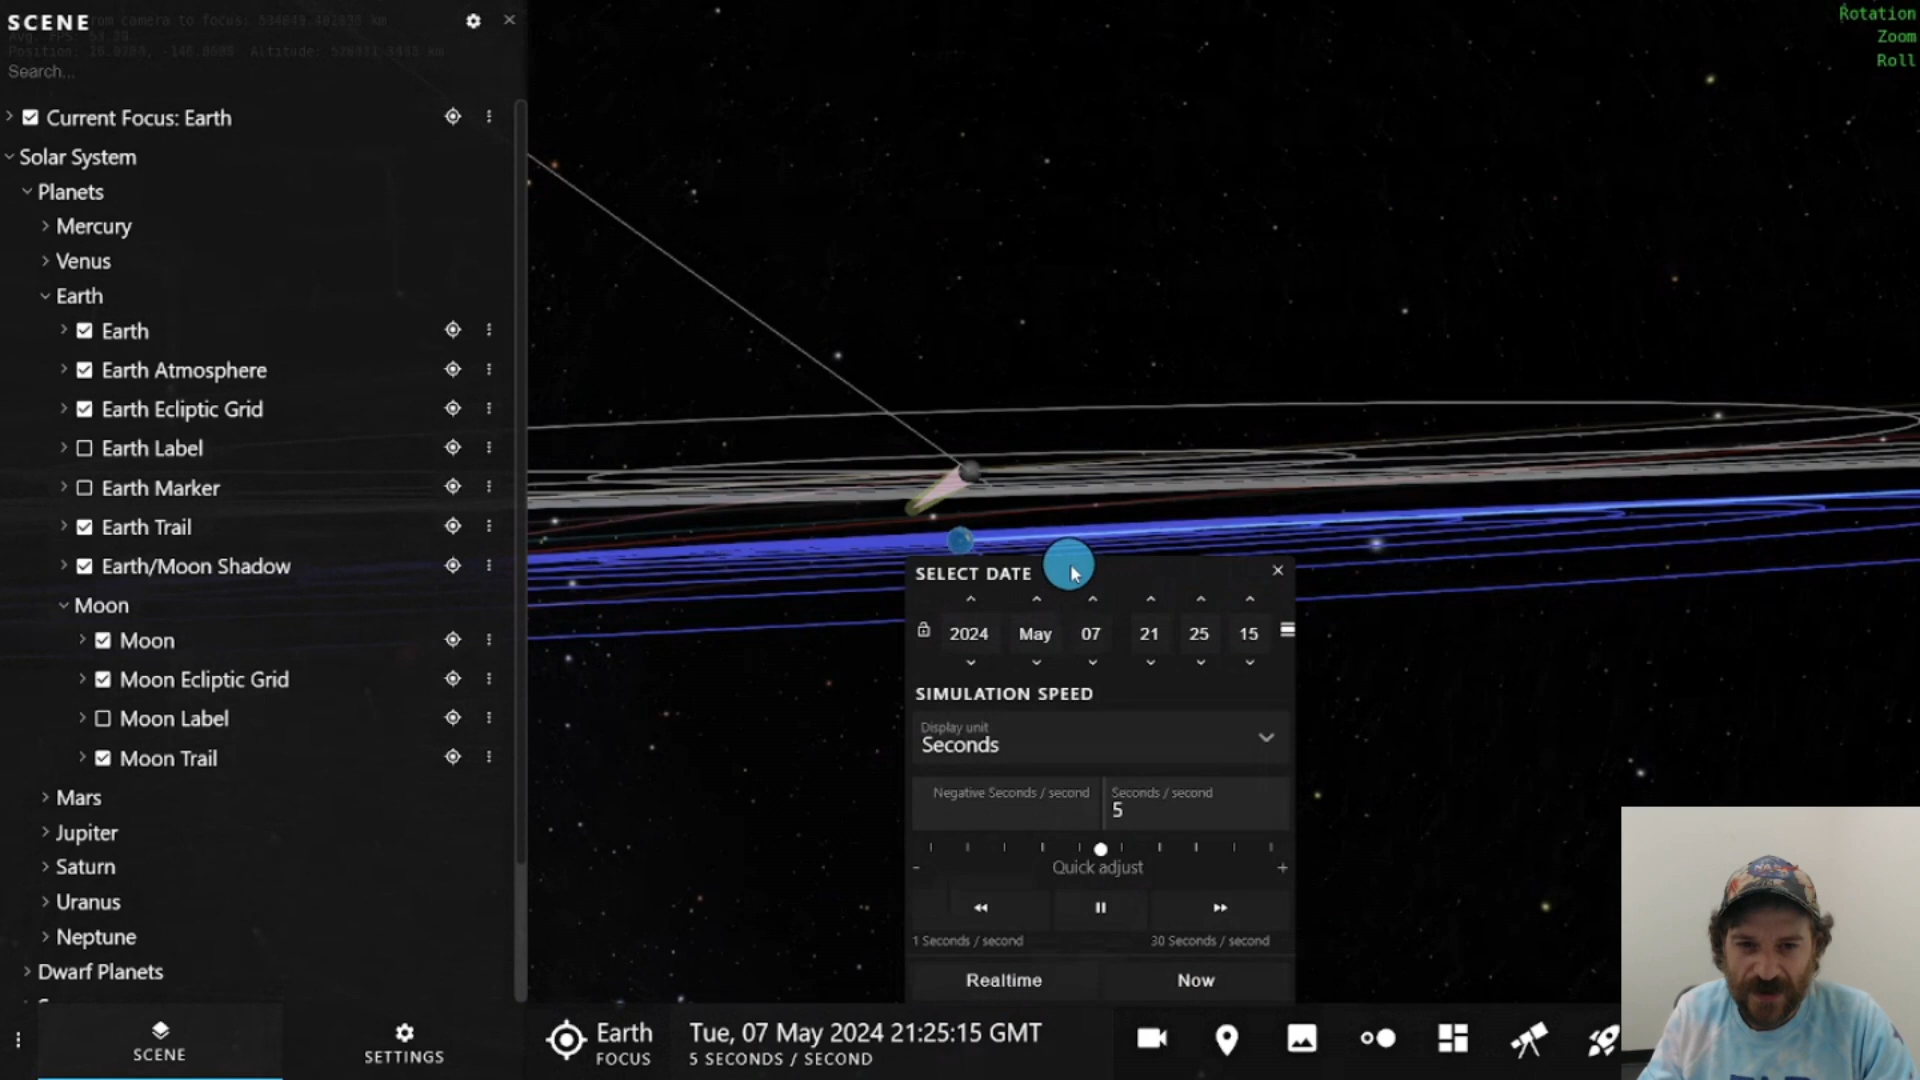 SCENE
Search...
Current Focus: Earth
Solar System
Planets
Mercury
Venus
Earth
Earth
Earth Atmosphere
Earth Ecliptic Grid
Earth Label
Earth Marker
Earth Trail
Earth/Moon Shadow
Moon
Moon
Moon Ecliptic Grid
Moon Label
Moon Trail
Mars
Jupiter
Saturn
Uranus
Neptune
Dwarf Planets
SCENE
SETTINGS
Rotation
Zoom
Roll
SELECT DATE
2024 May 07 21 25 15
SIMULATION SPEED
Display unit
Seconds
Negative Seconds / second
Seconds / second
5
- Quick adjust +
1 Seconds / second
30 Seconds / second
Realtime
Now
Earth
FOCUS
Tue, 07 May 2024 21:25:15 GMT
5 SECONDS / SECOND